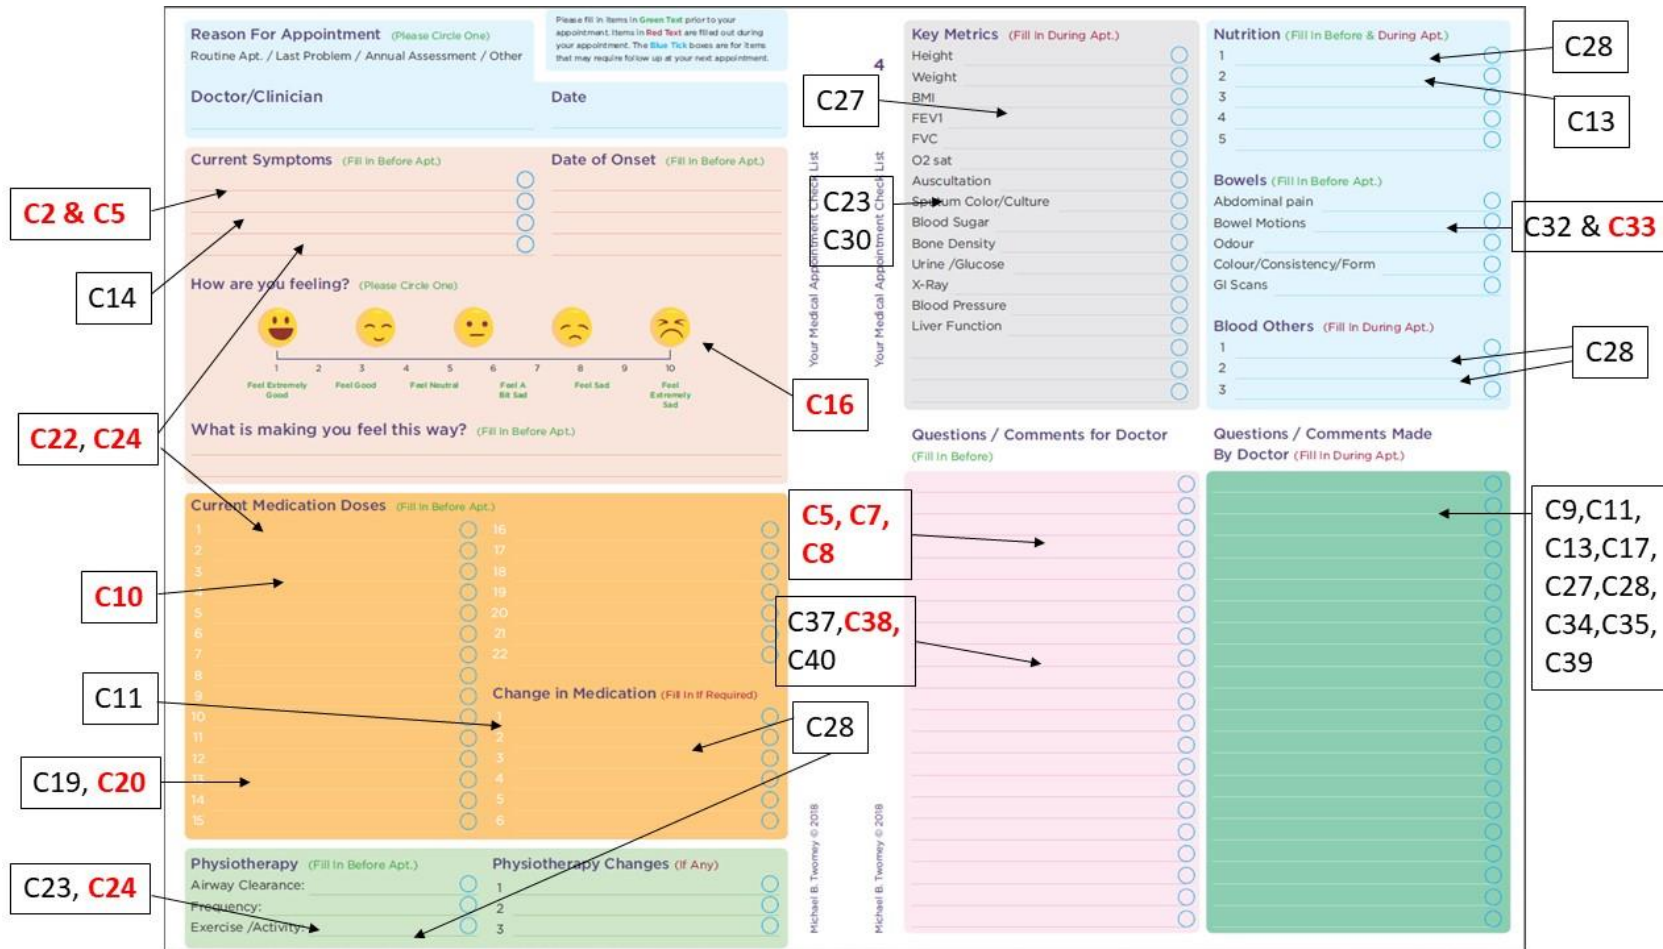 Reason For Appointment (Please Circle One)
Routine Apt. / Last Problem / Annual Assessment / Other
Please fill in items in Green Text prior to your
appointment. Items in Red Text are filled out during
your appointment. The Blue Tick boxes are for items
that may require follow up at your next appointment.
Doctor/Clinician
Date
Current Symptoms (Fill In Before Apt.)
Date of Onset (Fill In Before Apt.)
C2 & C5
C14
How are you feeling? (Please Circle One)
1 2 3 4 5 6 7 8 9 10
Feel Extremely Good
Feel Good
Feel Neutral
Feel A Bit Sad
Feel Sad
Feel Extremely Sad
C16
C22, C24
What is making you feel this way? (Fill In Before Apt.)
Current Medication Doses (Fill In Before Apt.)
1
2
3
4
5
6
7
8
9
10
11
12
13
14
15
16
17
18
19
20
21
22
C10
C11
C19, C20
Change in Medication (Fill In If Required)
1
2
3
4
5
6
C28
Physiotherapy (Fill In Before Apt.)
Airway Clearance:
Frequency:
Exercise /Activity:
C23, C24
Physiotherapy Changes (If Any)
1
2
3
Your Medical Appointment Check List
Michael B. Twomey © 2018
4
Your Medical Appointment Check List
Michael B. Twomey © 2018
Key Metrics (Fill In During Apt.)
Height
Weight
BMI
FEV1
FVC
O2 sat
Auscultation
Sputum Color/Culture
Blood Sugar
Bone Density
Urine /Glucose
X-Ray
Blood Pressure
Liver Function
C27
C23
C30
Nutrition (Fill In Before & During Apt.)
1
2
3
4
5
C28
C13
Bowels (Fill In Before Apt.)
Abdominal pain
Bowel Motions
Odour
Colour/Consistency/Form
GI Scans
C32 & C33
Blood Others (Fill In During Apt.)
1
2
3
C28
Questions / Comments for Doctor
(Fill In Before)
C5, C7,
C8
C37,C38,
C40
Questions / Comments Made
By Doctor (Fill In During Apt.)
C9,C11,
C13,C17,
C27,C28,
C34,C35,
C39